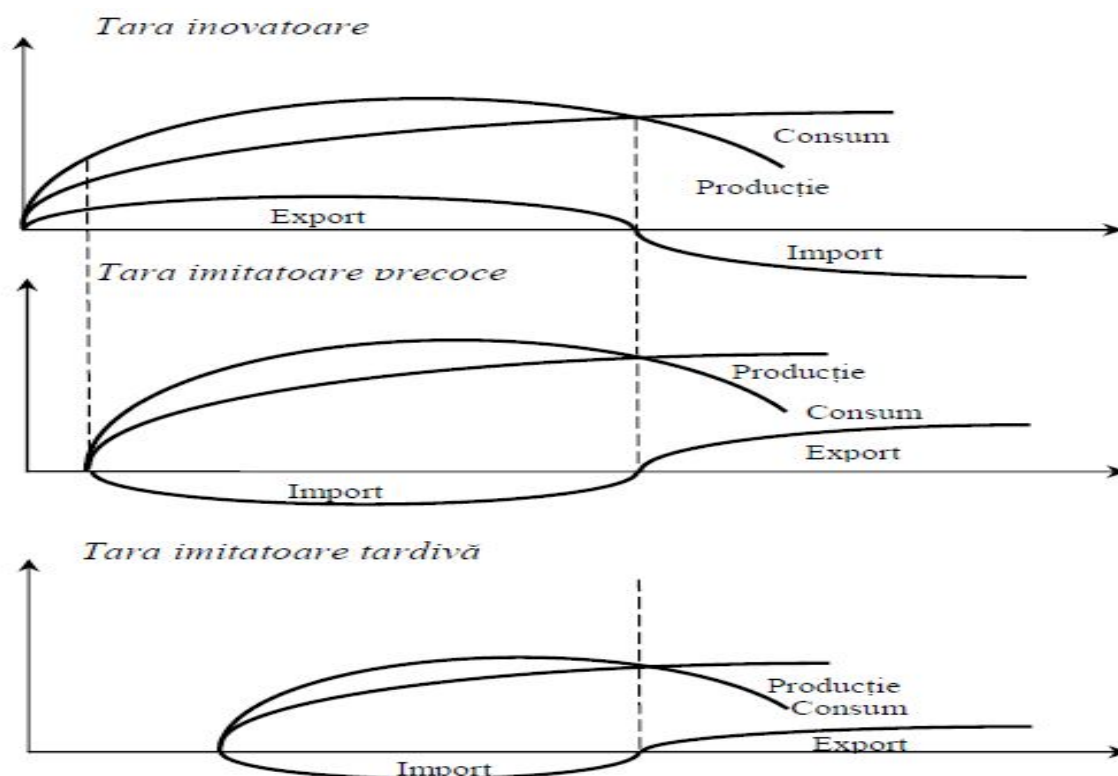 Tara inovatoare
Consum
Producție
Export
Import
Tara imitatoare precoce
Producție
Consum
Export
Import
Tara imitatoare tardivă
Producție
Consum
Export
Import